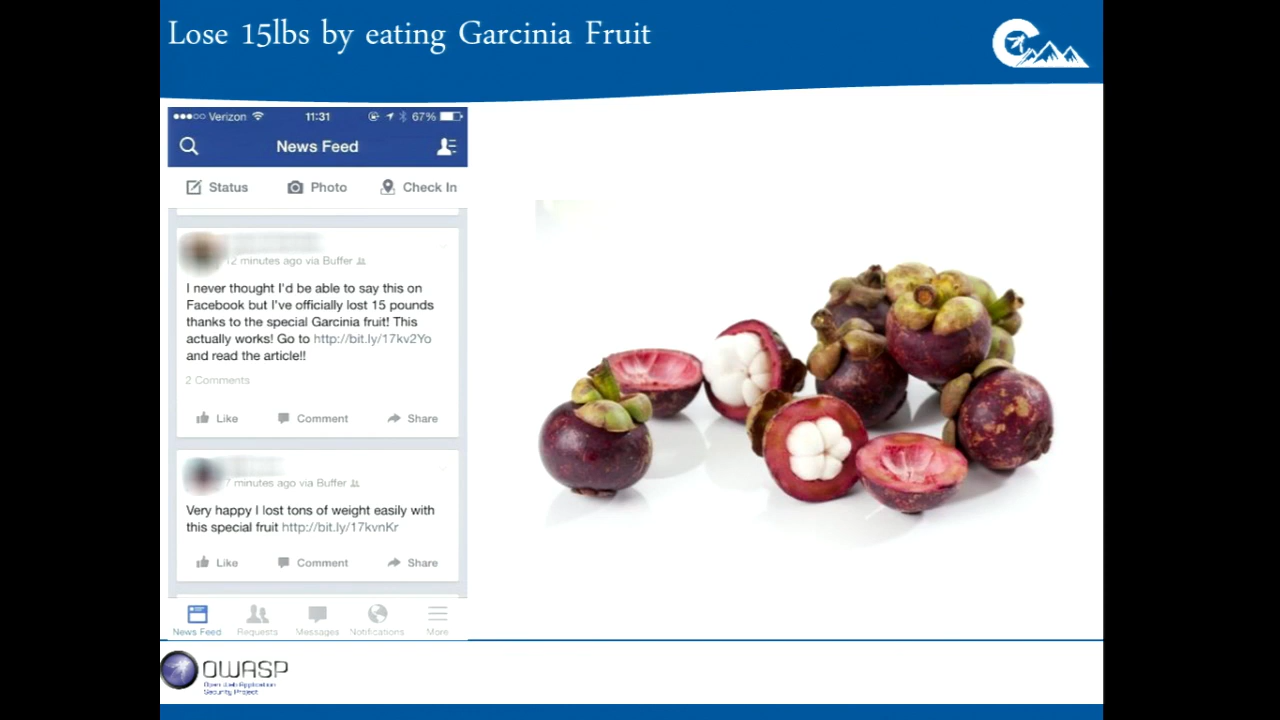 Lose 15lbs by eating Garcinia Fruit
Verizon 11:31 67%
News Feed
Status Photo Check In
12 minutes ago via Buffer
I never thought I'd be able to say this on
Facebook but I've officially lost 15 pounds
thanks to the special Garcinia fruit! This
actually works! Go to http://bit.ly/17kv2Yo
and read the article!!
2 Comments
Like Comment Share
7 minutes ago via Buffer
Very happy I lost tons of weight easily with
this special fruit http://bit.ly/17kvnKr
Like Comment Share
News Feed Requests Messages Notifications More
OWASP
Open Web Application
Security Project